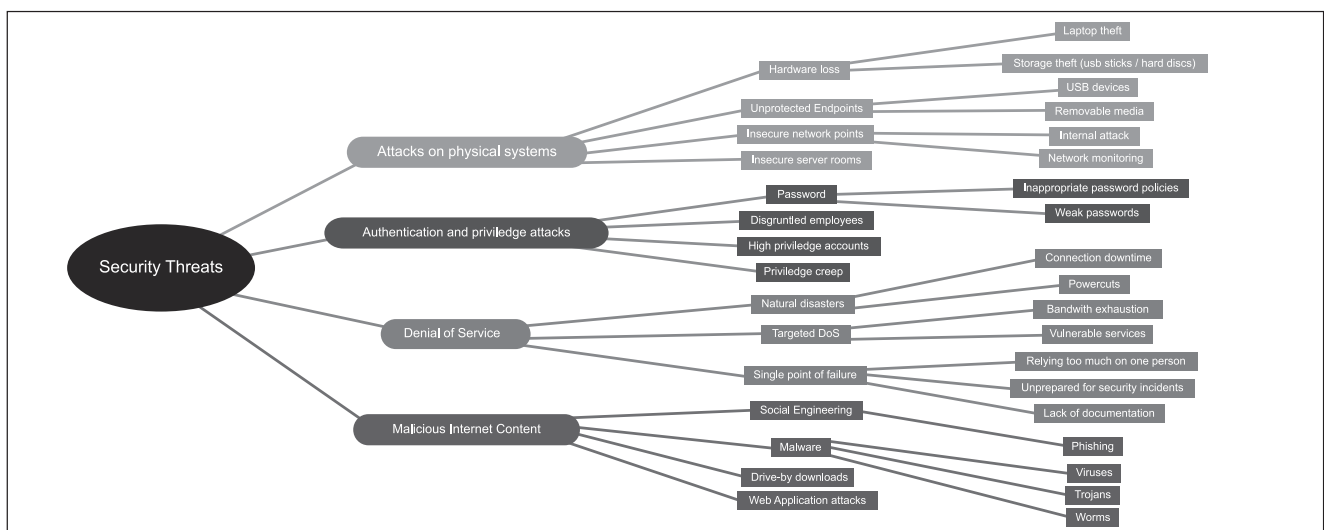 Security Threats
Attacks on physical systems
Hardware loss
Laptop theft
Storage theft (usb sticks / hard discs)
Unprotected Endpoints
USB devices
Removable media
Insecure network points
Internal attack
Network monitoring
Insecure server rooms
Authentication and priviledge attacks
Password
Inappropriate password policies
Weak passwords
Disgruntled employees
High priviledge accounts
Priviledge creep
Denial of Service
Natural disasters
Connection downtime
Powercuts
Targeted DoS
Bandwith exhaustion
Vulnerable services
Single point of failure
Relying too much on one person
Unprepared for security incidents
Lack of documentation
Malicious Internet Content
Social Engineering
Phishing
Malware
Viruses
Trojans
Worms
Drive-by downloads
Web Application attacks